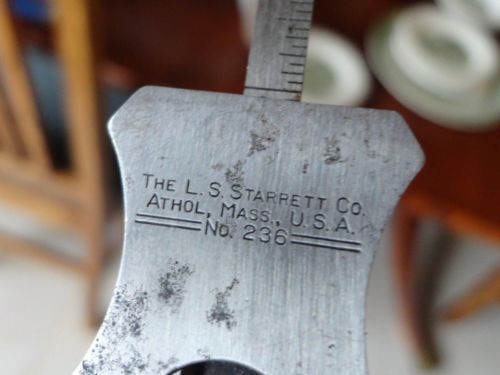 THE L. S. STARRETT CO.
ATHOL, MASS., U. S. A.
NO. 236